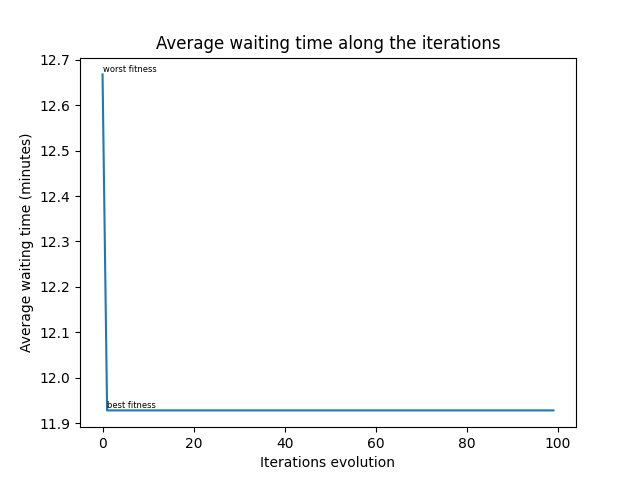 Average waiting time along the iterations
12.7
12.6
12.5
12.4
12.3
12.2
12.1
12.0
11.9
Average waiting time (minutes)
worst fitness
best fitness
0 20 40 60 80 100
Iterations evolution